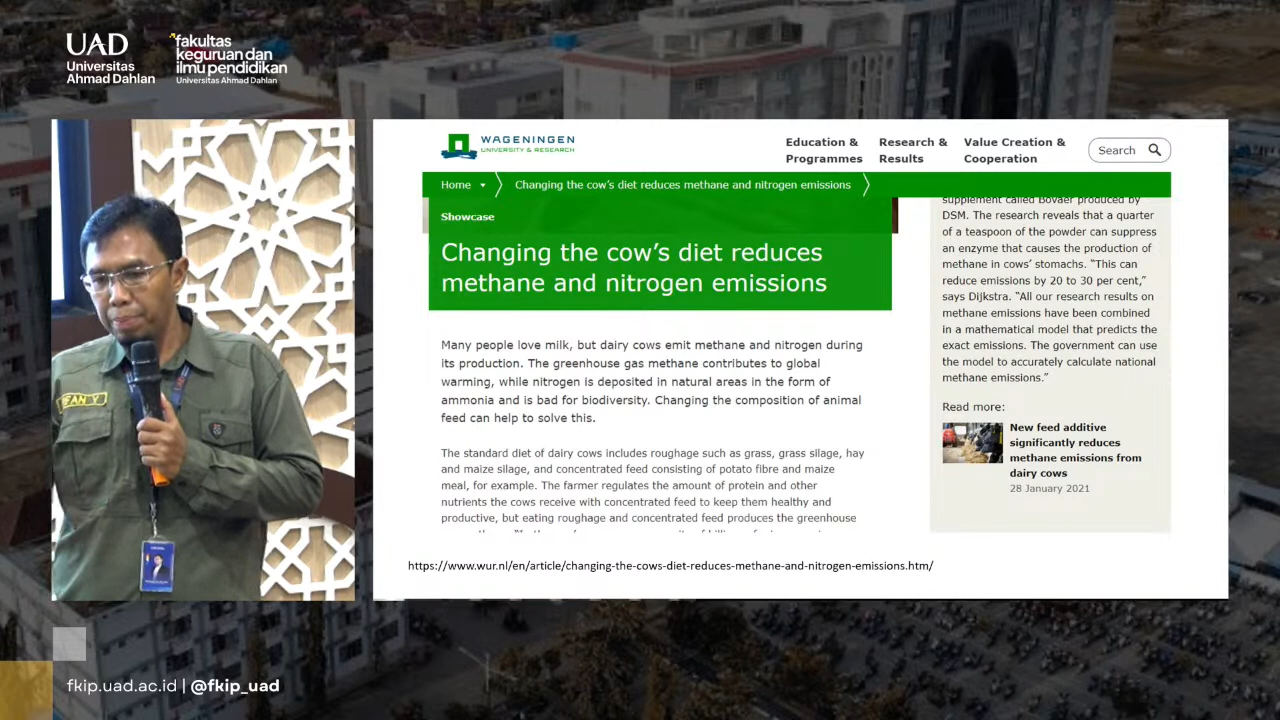 UAD
Universitas
Ahmad Dahlan
fakultas
keguruan dan
ilmu pendidikan
Universitas Ahmad Dahlan
WAGENINGEN
UNIVERSITY & RESEARCH
Education &
Programmes
Research &
Results
Value Creation &
Cooperation
Search
Home
Changing the cow’s diet reduces methane and nitrogen emissions
Showcase
Changing the cow’s diet reduces
methane and nitrogen emissions
Many people love milk, but dairy cows emit methane and nitrogen during
its production. The greenhouse gas methane contributes to global
warming, while nitrogen is deposited in natural areas in the form of
ammonia and is bad for biodiversity. Changing the composition of animal
feed can help to solve this.
The standard diet of dairy cows includes roughage such as grass, grass silage, hay
and maize silage, and concentrated feed consisting of potato fibre and maize
meal, for example. The farmer regulates the amount of protein and other
nutrients the cows receive with concentrated feed to keep them healthy and
productive, but eating roughage and concentrated feed produces the greenhouse
supplement called Bovaer produced by
DSM. The research reveals that a quarter
of a teaspoon of the powder can suppress
an enzyme that causes the production of
methane in cows’ stomachs. “This can
reduce emissions by 20 to 30 per cent,”
says Dijkstra. “All our research results on
methane emissions have been combined
in a mathematical model that predicts the
exact emissions. The government can use
the model to accurately calculate national
methane emissions.”
Read more:
New feed additive
significantly reduces
methane emissions from
dairy cows
28 January 2021
https://www.wur.nl/en/article/changing-the-cows-diet-reduces-methane-and-nitrogen-emissions.htm/
fkip.uad.ac.id | @fkip_uad